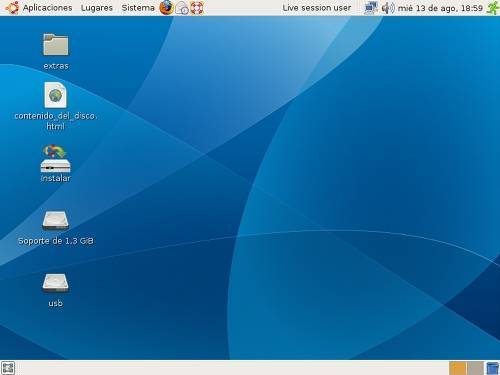 Aplicaciones Lugares Sistema Live session user mié 13 de ago, 18:59
extras
contenido_del_disco.
html
Instalar
Soporte de 1,3 GiB
usb